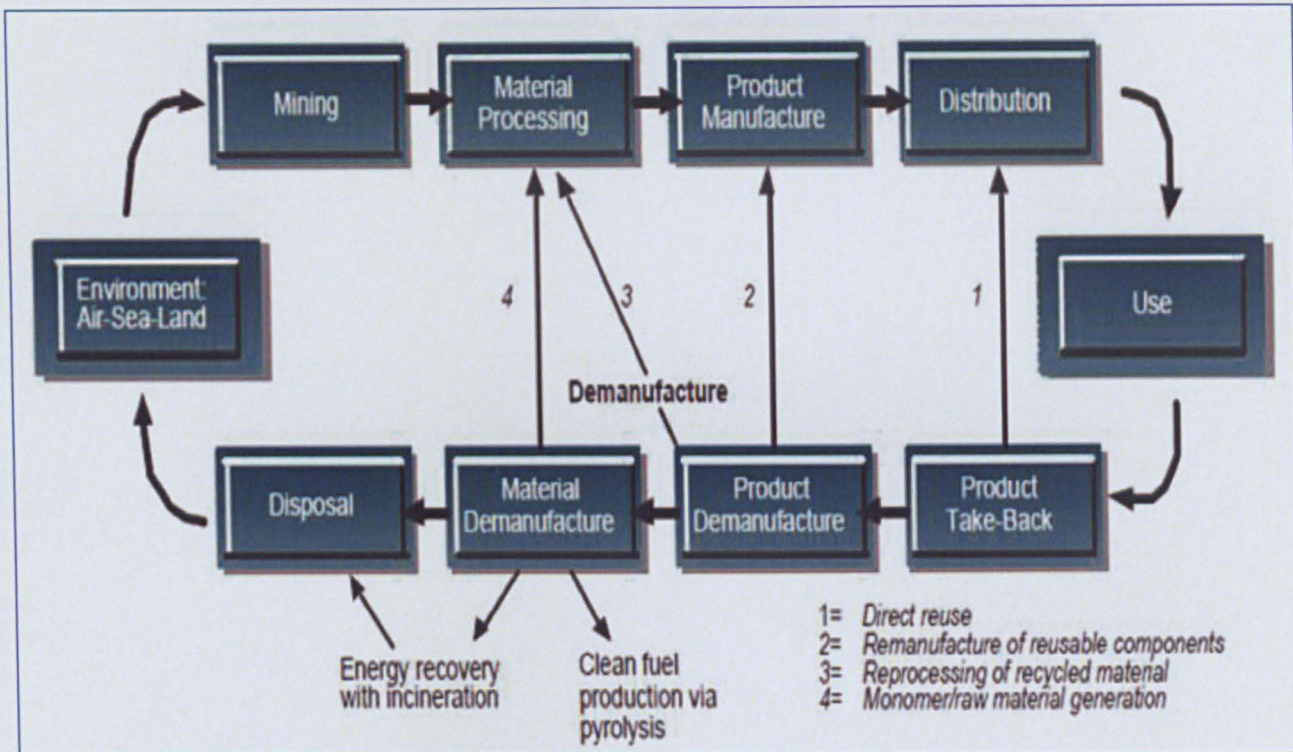 Mining
Material
Processing
Product
Manufacture
Distribution
Environment:
Air-Sea-Land
Use
4
3
2
1
Demanufacture
Disposal
Material
Demanufacture
Product
Demanufacture
Product
Take-Back
Energy recovery
with incineration
Clean fuel
production via
pyrolysis
1= Direct reuse
2= Remanufacture of reusable components
3= Reprocessing of recycled material
4= Monomer/raw material generation